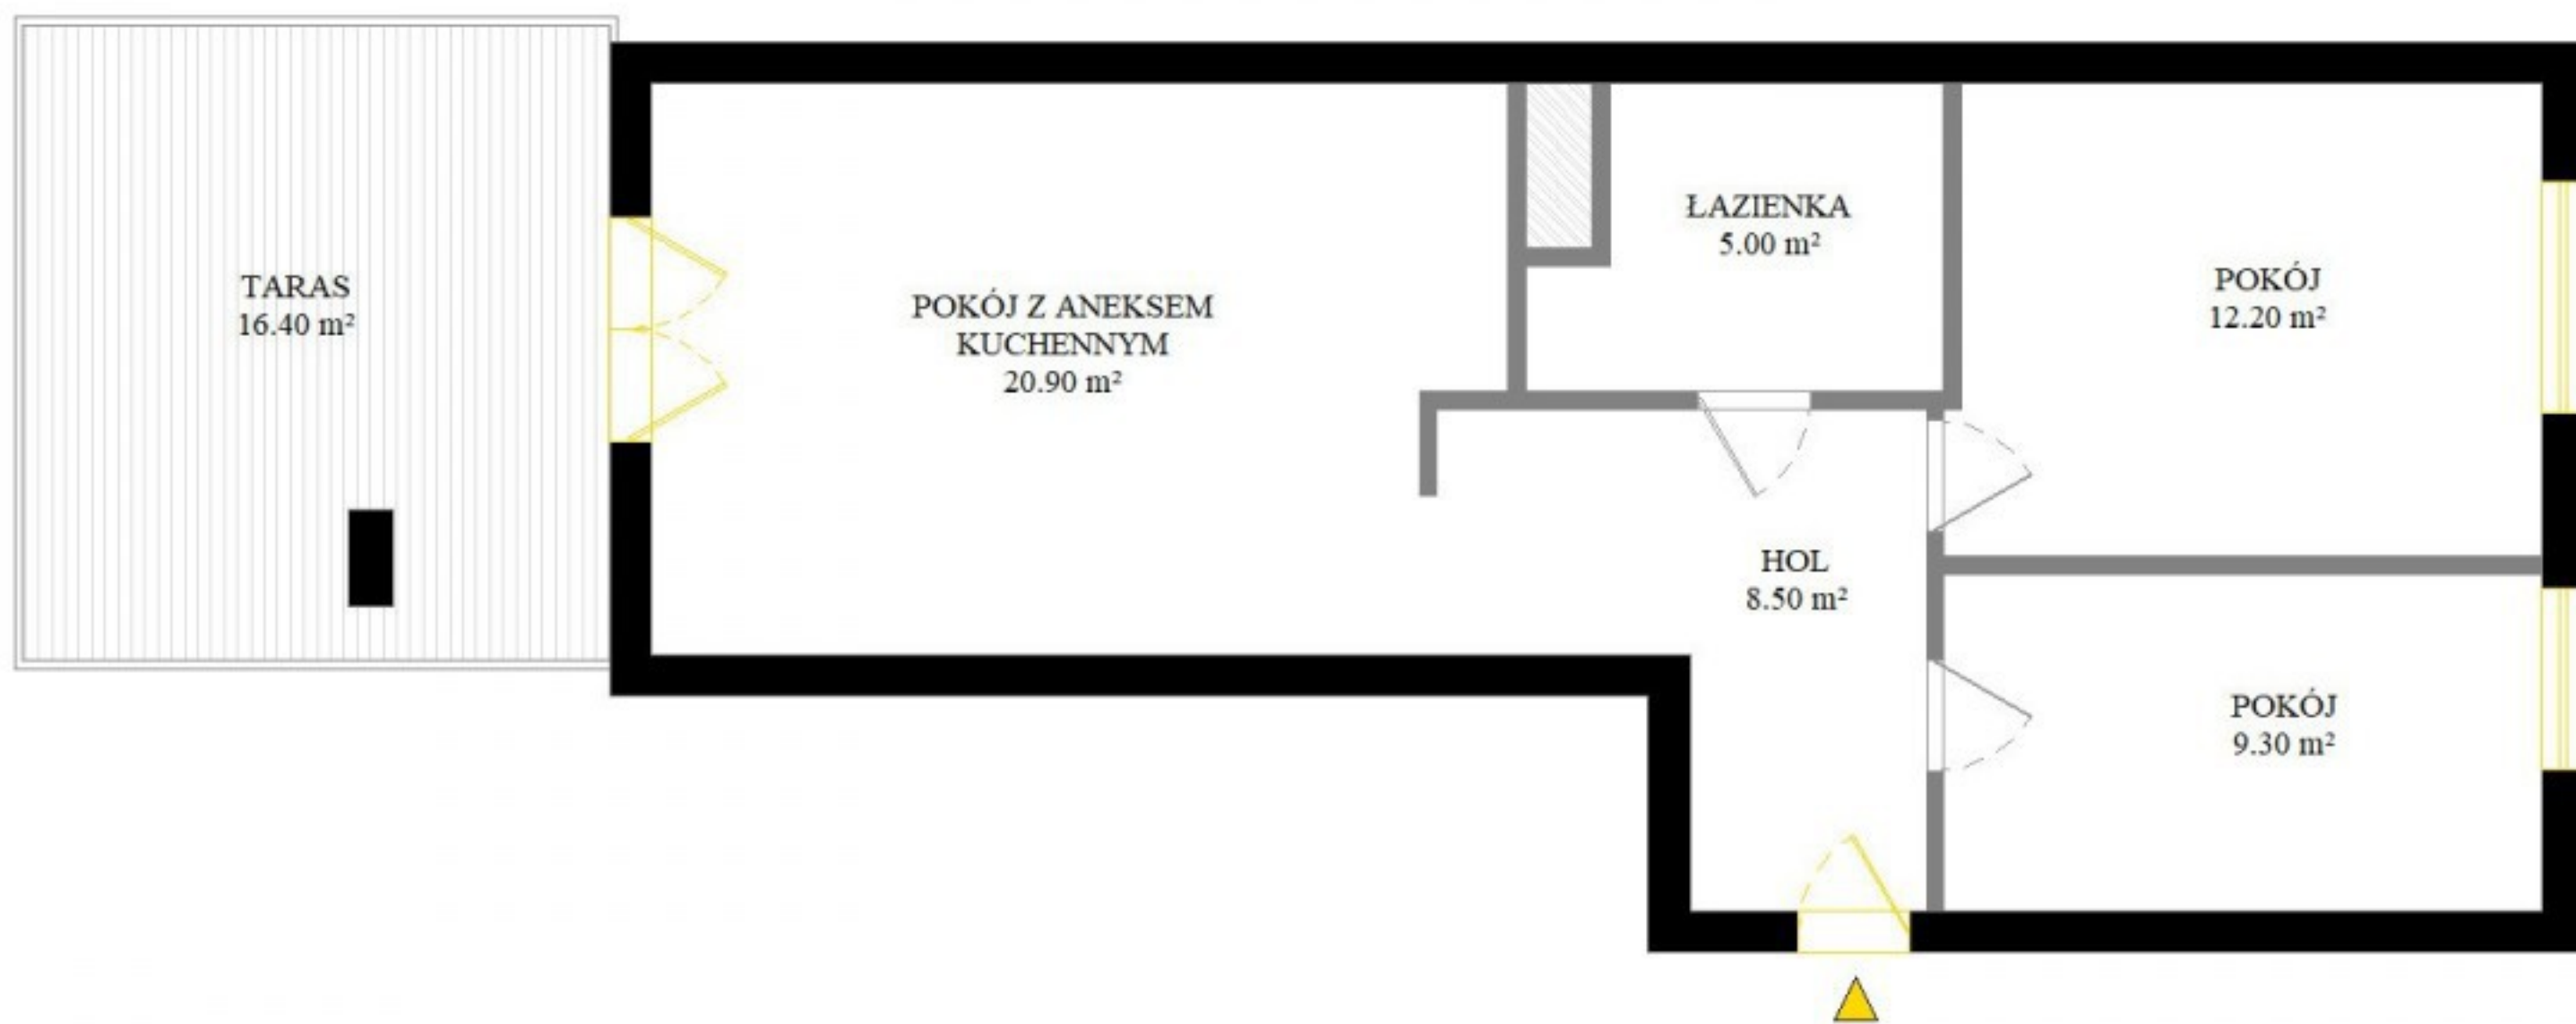 TARAS
16.40 m²
POKÓJ Z ANEKSEM
KUCHENNYM
20.90 m²
ŁAZIENKA
5.00 m²
POKÓJ
12.20 m²
HOL
8.50 m²
POKÓJ
9.30 m²